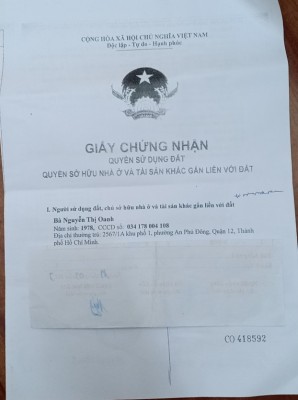 CỘNG HÒA XÃ HỘI CHỦ NGHĨA VIỆT NAM
Độc lập - Tự do - Hạnh phúc
GIẤY CHỨNG NHẬN
QUYỀN SỬ DỤNG ĐẤT
QUYỀN SỞ HỮU NHÀ Ở VÀ TÀI SẢN KHÁC GẮN LIỀN VỚI ĐẤT
I. Người sử dụng đất, chủ sở hữu nhà ở và tài sản khác gắn liền với đất
Bà Nguyễn Thị Oanh
Năm sinh: 1978, CCCD số: 034 178 004 108
Địa chỉ thường trú: 2567/1A khu phố 1, phường An Phú Đông, Quận 12, Thành
phố Hồ Chí Minh.
CO 418592